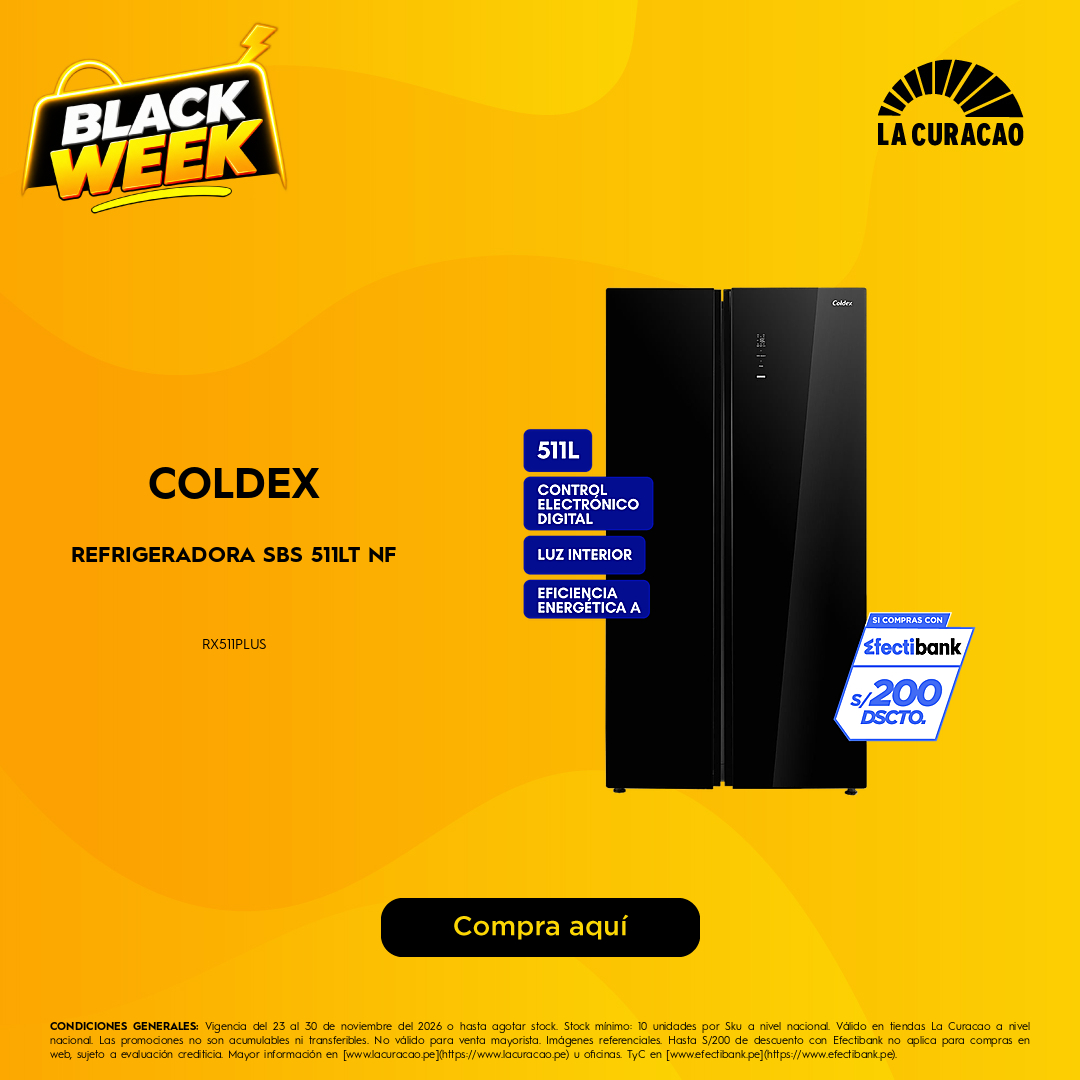 BLACK
WEEK
LA CURACAO
Coldex
511L
CONTROL
ELECTRÓNICO
DIGITAL
LUZ INTERIOR
EFICIENCIA
ENERGÉTICA A
COLDEX
REFRIGERADORA SBS 511LT NF
RX511PLUS
SI COMPRAS CON
Efectibank
S/200
DSCTO.
Compra aquí
CONDICIONES GENERALES: Vigencia del 23 al 30 de noviembre del 2026 o hasta agotar stock. Stock mínimo: 10 unidades por Sku a nivel nacional. Válido en tiendas La Curacao a nivel
nacional. Las promociones no son acumulables ni transferibles. No válido para venta mayorista. Imágenes referenciales. Hasta S/200 de descuento con Efectibank no aplica para compras en
web, sujeto a evaluación crediticia. Mayor información en [www.lacuracao.pe](https://www.lacuracao.pe) u oficinas. TyC en [www.efectibank.pe](https://www.efectibank.pe).